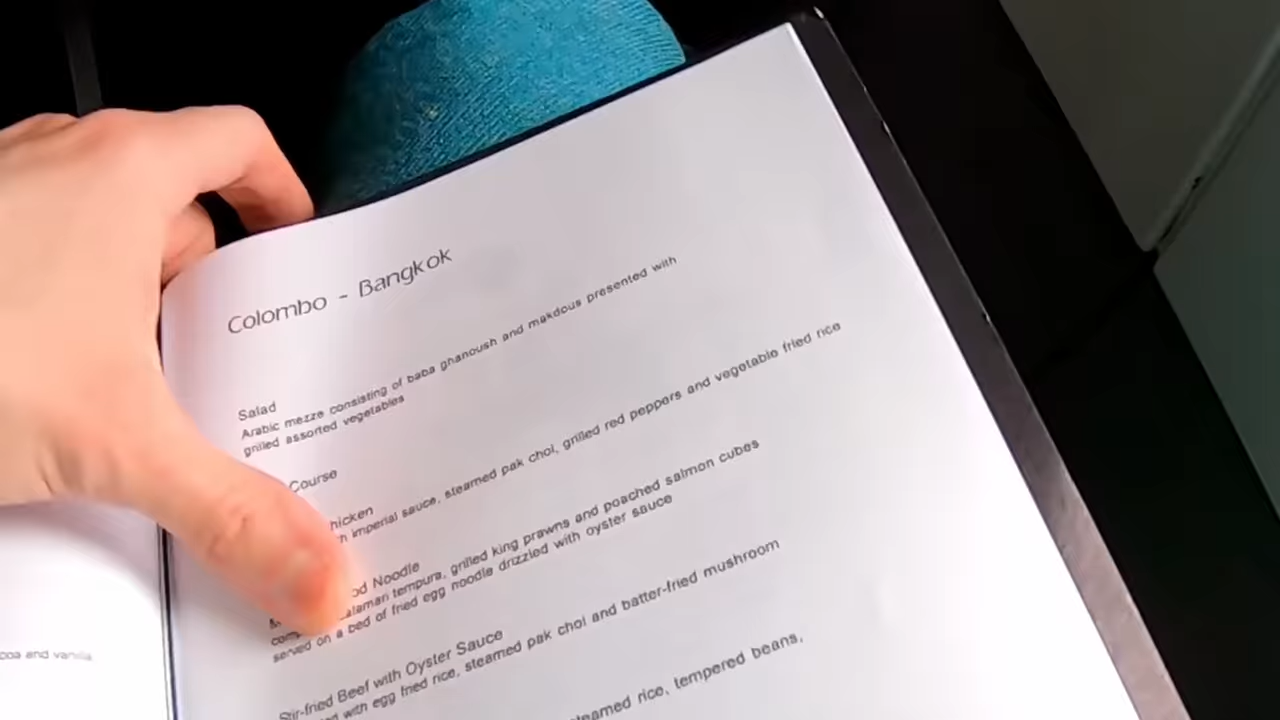 Colombo - Bangkok
Salad
Arabic mezze consisting of baba ghanoush and makdous presented with
grilled assorted vegetables
Course
hicken
imperial sauce, steamed pak choi, grilled red peppers and vegetable fried rice
od Noodle
alamari tempura, grilled king prawns and poached salmon cubes
served on a bed of fried egg noodle drizzled with oyster sauce
Stir-fried Beef with Oyster Sauce
with egg fried rice, steamed pak choi and batter-fried mushroom
steamed rice, tempered beans,
coa and vanilla